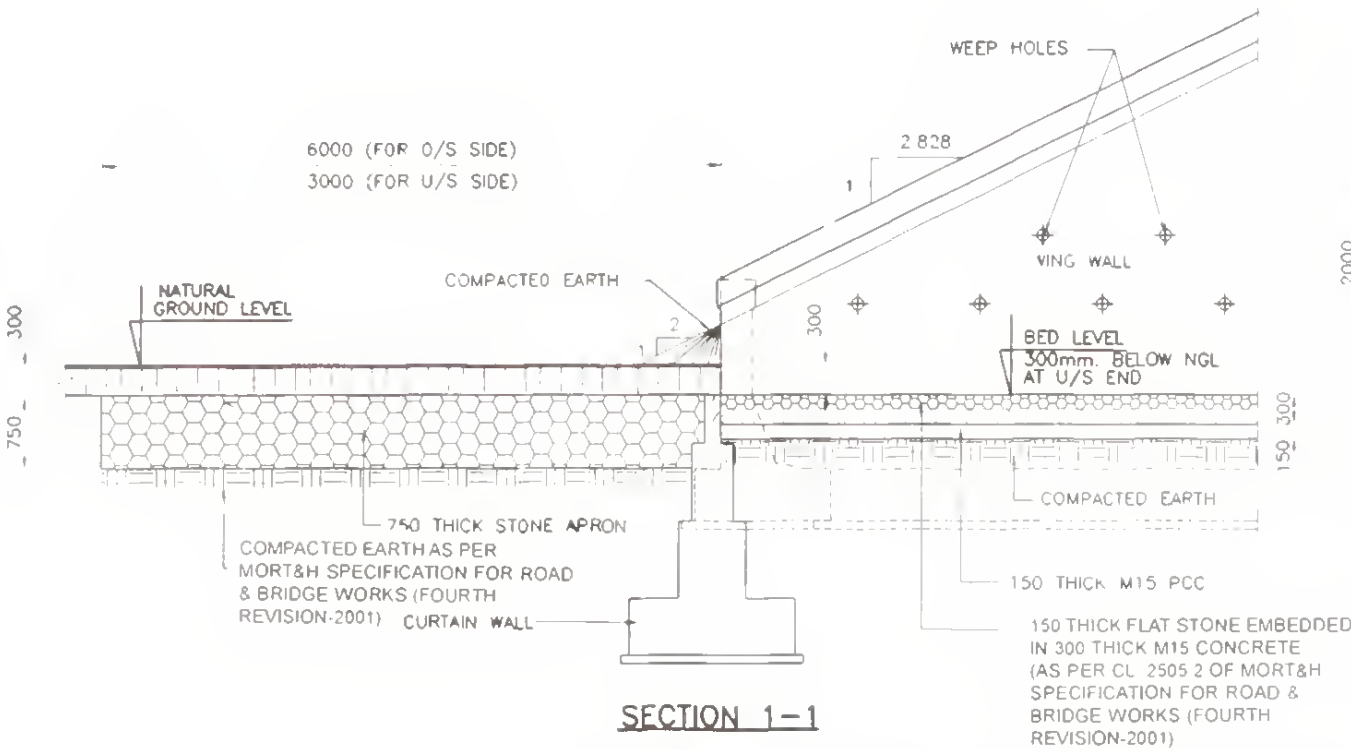 WEEP HOLES
2.828
1
6000 (FOR O/S SIDE)
3000 (FOR U/S SIDE)
COMPACTED EARTH
WING WALL
2000
NATURAL
GROUND LEVEL
300
2
1
300
BED LEVEL
300mm. BELOW NGL
AT U/S END
750
300
150
COMPACTED EARTH
750 THICK STONE APRON
COMPACTED EARTH AS PER
MORT&H SPECIFICATION FOR ROAD
& BRIDGE WORKS (FOURTH
REVISION-2001)
CURTAIN WALL
150 THICK M15 PCC
150 THICK FLAT STONE EMBEDDED
IN 300 THICK M15 CONCRETE
(AS PER CL 2505 2 OF MORT&H
SPECIFICATION FOR ROAD &
BRIDGE WORKS (FOURTH
REVISION-2001)
SECTION 1-1